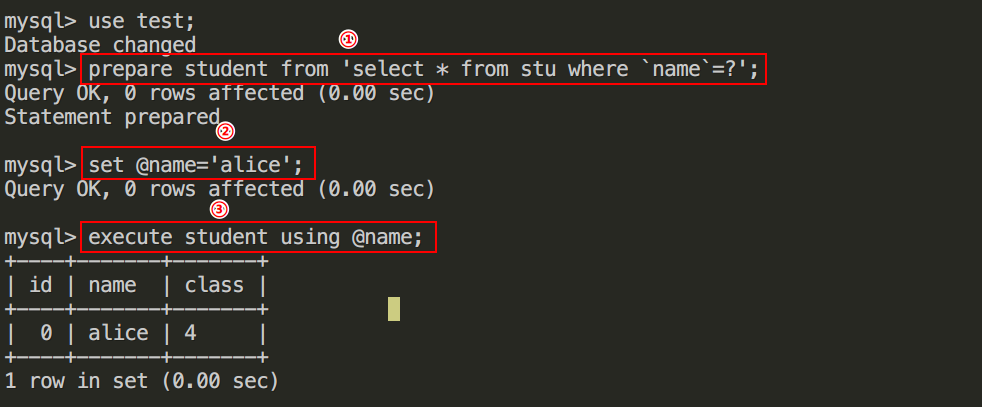 mysql> use test;
Database changed
①
mysql> prepare student from 'select * from stu where `name`=?';
Query OK, 0 rows affected (0.00 sec)
Statement prepared
②
mysql> set @name='alice';
Query OK, 0 rows affected (0.00 sec)
③
mysql> execute student using @name;
+----+-------+-------+
| id | name  | class |
+----+-------+-------+
|  0 | alice | 4     |
+----+-------+-------+
1 row in set (0.00 sec)